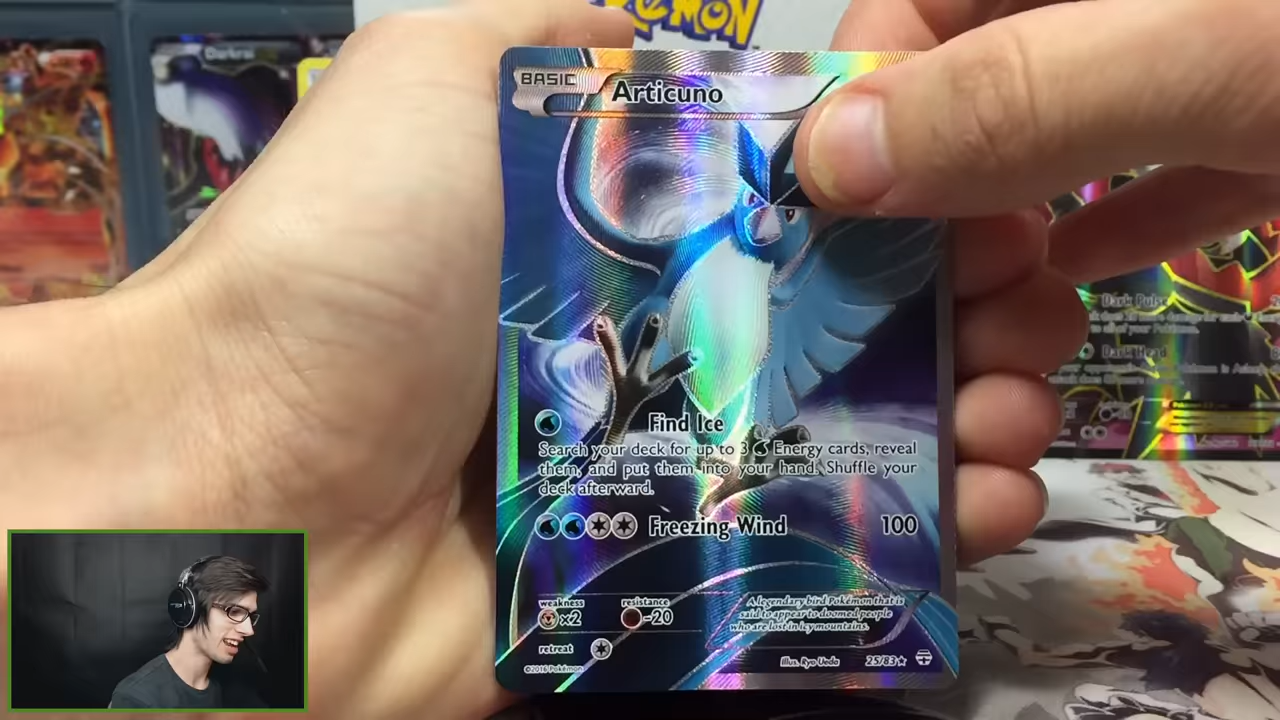 POKéMON
Darkrai
BASIC Articuno
Find Ice
Search your deck for up to 3 Energy cards, reveal
them, and put them into your hand. Shuffle your
deck afterward.
Freezing Wind 100
weakness resistance
x2 -20
retreat
A legendary bird Pokémon that is
said to appear to doomed people
who are lost in icy mountains.
©2016 Pokémon
Illus. Ryo Ueda 25/83
Dark Pulse
Dark Head